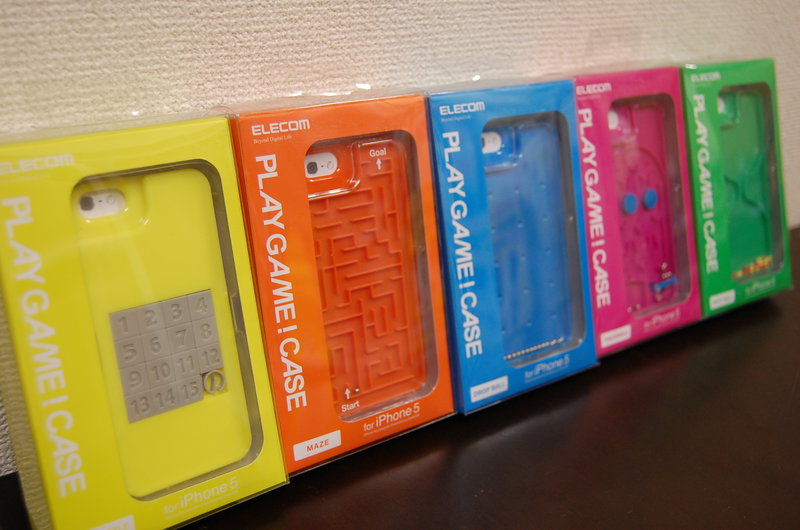 ELECOM
PLAY GAME! CASE
1 2 3 4
5 6 7 8
9 10 11 12
13 14 15
for iPhone 5
ELECOM
Beyond Digital Life
PLAY GAME! CASE
Goal
Start
for iPhone 5
MAZE
ELECOM
PLAY GAME! CASE
for iPhone 5
DROP BALL
ELECOM
PLAY GAME! CASE
for iPhone 5
ELECOM
PLAY GAME! CASE
for iPhone 5